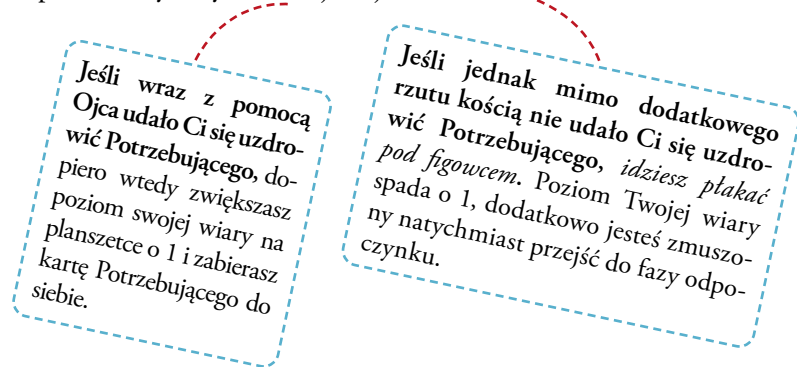 Jeśli wraz z pomocą
Ojca udało Ci się uzdro-
wić Potrzebującego, do-
piero wtedy zwiększasz
poziom swojej wiary na
planszetce o 1 i zabierasz
kartę Potrzebującego do
siebie.
Jeśli jednak mimo dodatkowego
rzutu kością nie udało Ci się uzdro-
wić Potrzebującego, idziesz płakać
pod figowcem. Poziom Twojej wiary
spada o 1, dodatkowo jesteś zmuszo-
ny natychmiast przejść do fazy odpo-
czynku.